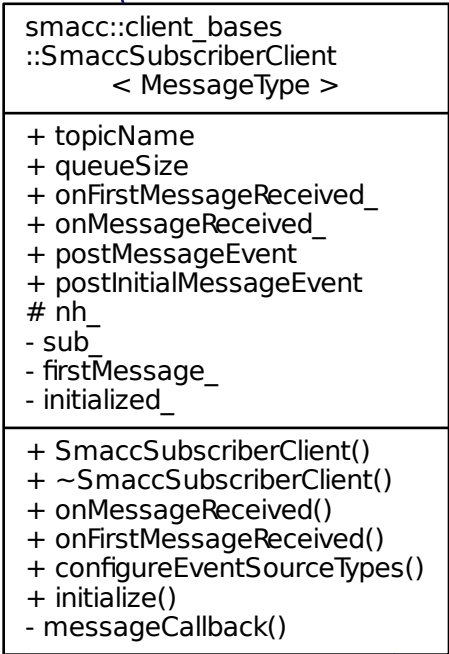 smacc::client_bases
::SmaccSubscriberClient
< MessageType >
+ topicName
+ queueSize
+ onFirstMessageReceived_
+ onMessageReceived_
+ postMessageEvent
+ postInitialMessageEvent
# nh_
- sub_
- firstMessage_
- initialized_
+ SmaccSubscriberClient()
+ ~SmaccSubscriberClient()
+ onMessageReceived()
+ onFirstMessageReceived()
+ configureEventSourceTypes()
+ initialize()
- messageCallback()